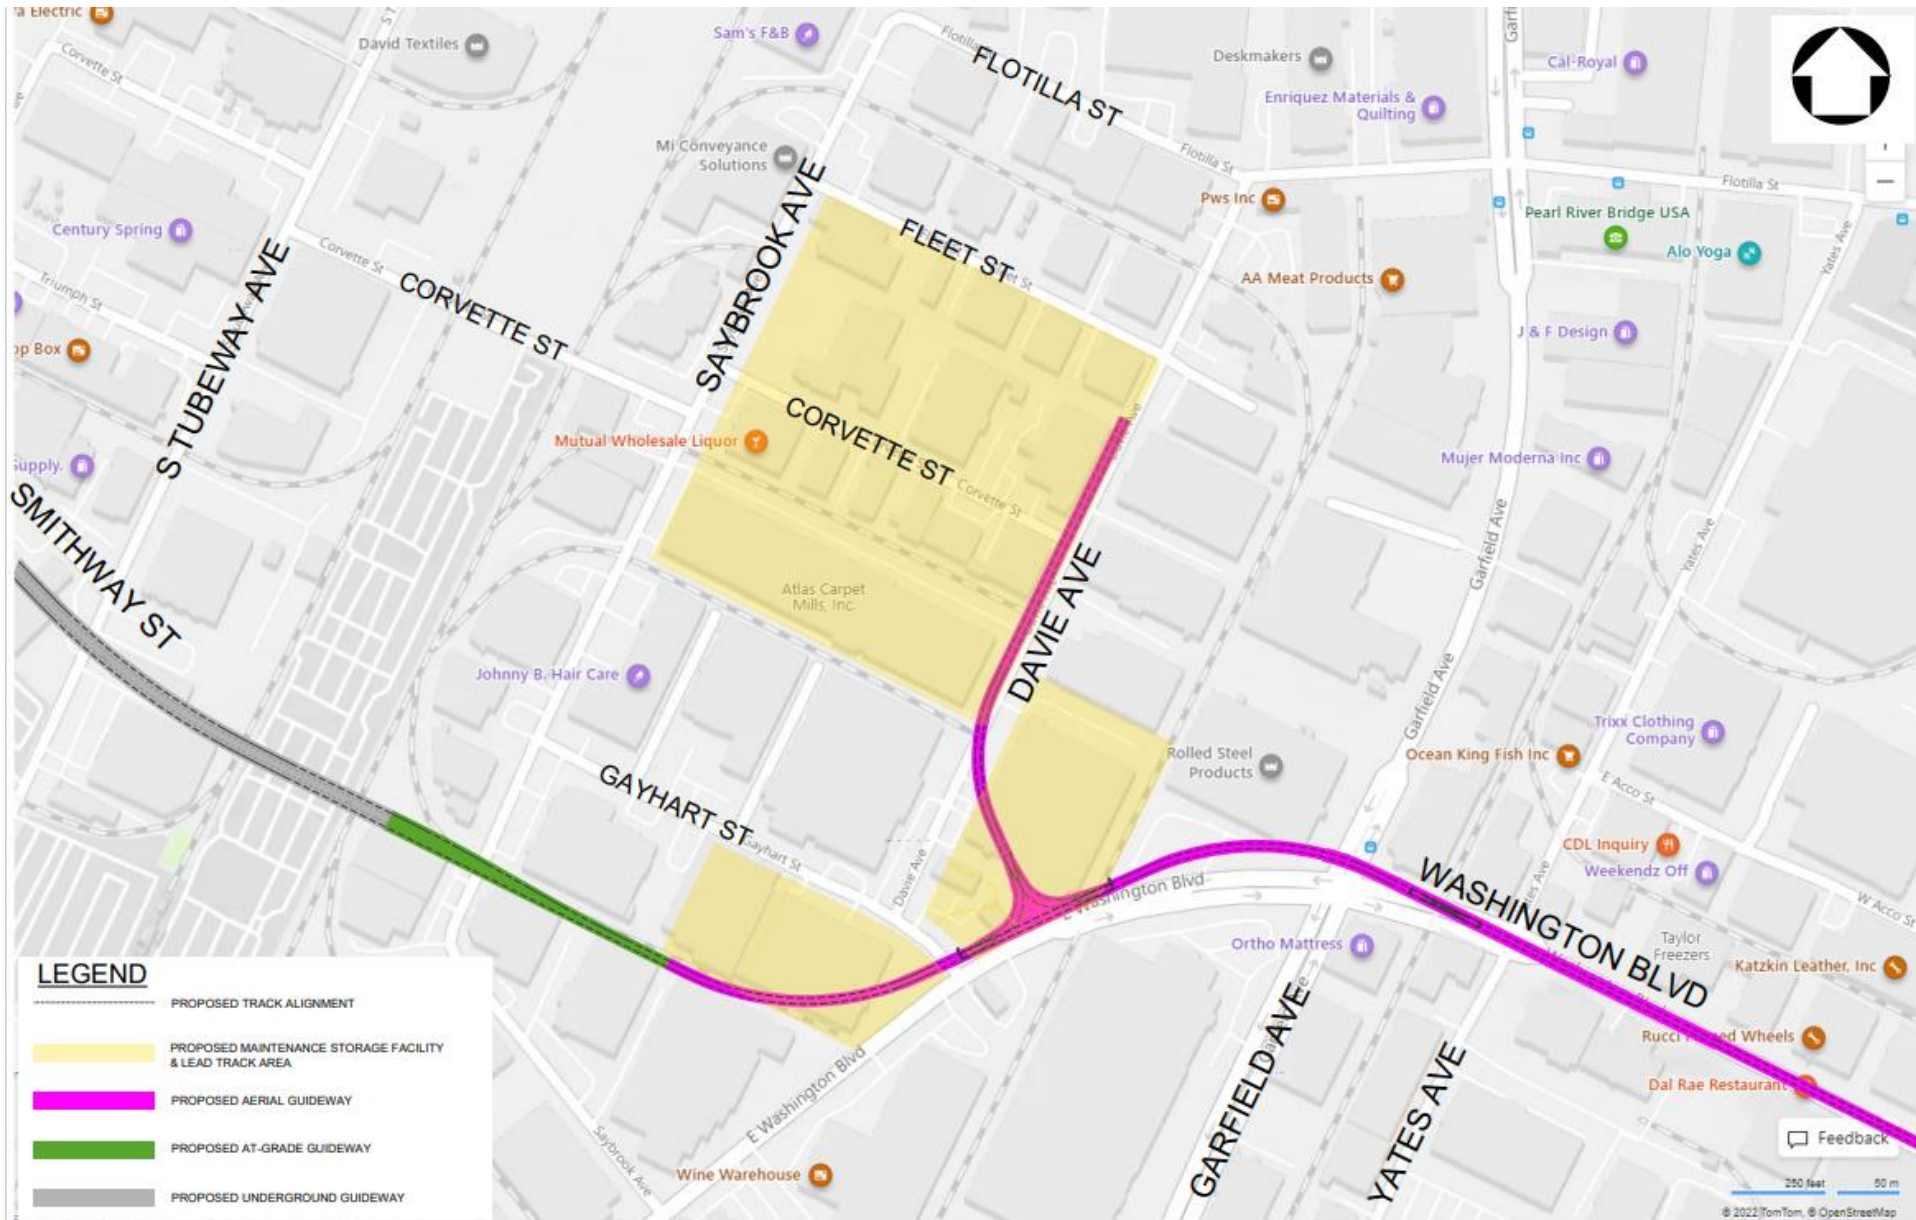 a Electric
Corvette St
David Textiles
Sam's F&B
Flotilla
FLOTILLA ST
Deskmakers
Cal-Royal
Enriquez Materials &
Quilting
Mi Conveyance
Solutions
Flotilla St
Flotilla St
Pws Inc
Pearl River Bridge USA
Alo Yoga
Yates Ave
Century Spring
Corvette St
Triumph St
S TUBEWAY AVE
CORVETTE ST
SAYBROOK AVE
FLEET ST
AA Meat Products
J & F Design
op Box
Mutual Wholesale Liquor
CORVETTE ST
Corvette St
Mujer Moderna Inc
Supply.
SMITHWAY ST
Garfield Ave
Yates Ave
Atlas Carpet
Mills, Inc.
DAVIE AVE
Johnny B. Hair Care
Garfield Ave
Trixx Clothing
Company
Rolled Steel
Products
Ocean King Fish Inc
E Acco St
GAYHART ST
Gayhart St
Davie Ave
CDL Inquiry
Weekendz Off
E Washington Blvd
WASHINGTON BLVD
W Acco St
Ortho Mattress
Taylor
Freezers
Katzkin Leather, Inc
GARFIELD AVE
YATES AVE
Dal Rae Restaurant
E Washington Blvd
Saybrook Ave
Wine Warehouse
Feedback
250 feet
50 m
© 2022 TomTom, © OpenStreetMap
LEGEND
PROPOSED TRACK ALIGNMENT
PROPOSED MAINTENANCE STORAGE FACILITY
& LEAD TRACK AREA
PROPOSED AERIAL GUIDEWAY
PROPOSED AT-GRADE GUIDEWAY
PROPOSED UNDERGROUND GUIDEWAY